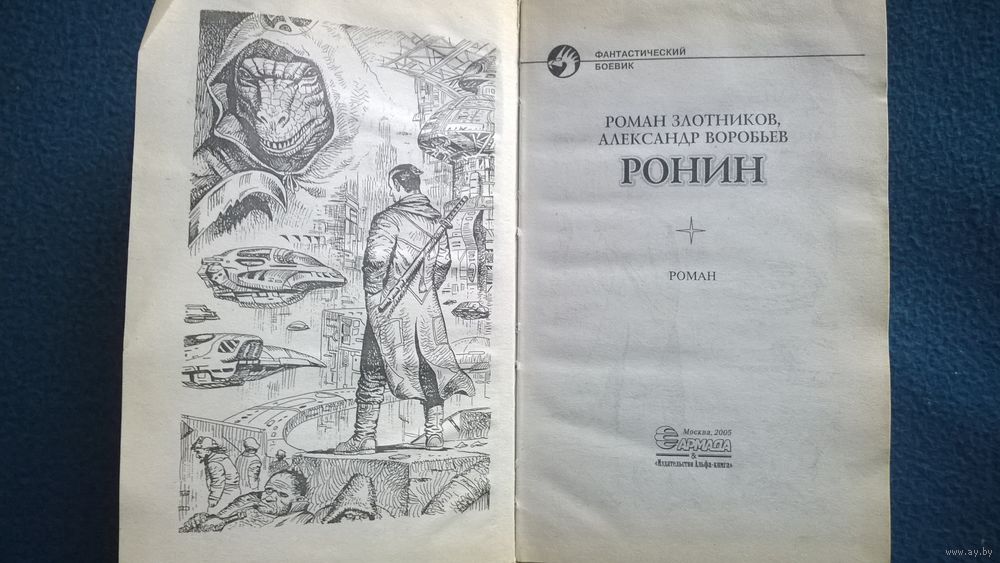 ФАНТАСТИЧЕСКИЙ
БОЕВИК
РОМАН ЗЛОТНИКОВ,
АЛЕКСАНДР ВОРОБЬЕВ
РОНИН
РОМАН
Москва, 2005
АРМАДА
&
«Издательство Альфа-книга»
www.ay.by